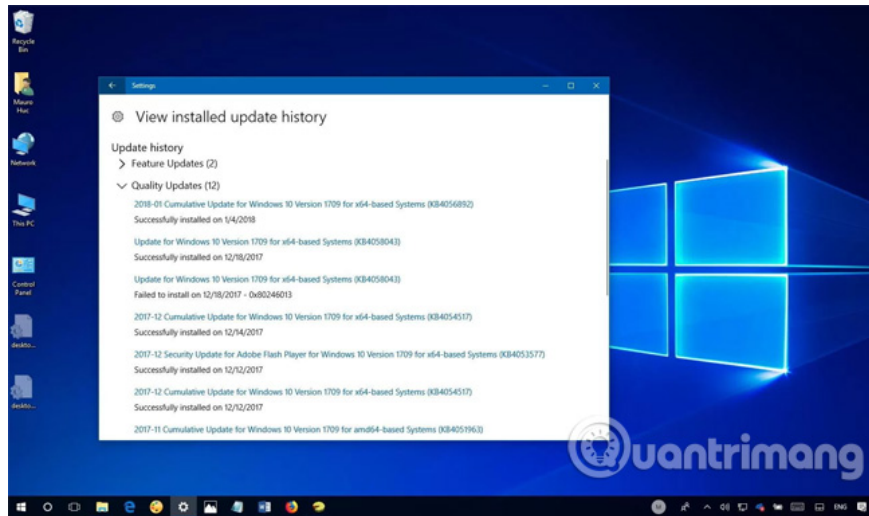 Recycle
Bin
Mauro
Huc
Network
This PC
Control
Panel
deskto...
deskto...
Settings
View installed update history
Update history
Feature Updates (2)
Quality Updates (12)
2018-01 Cumulative Update for Windows 10 Version 1709 for x64-based Systems (KB4056892)
Successfully installed on 1/4/2018
Update for Windows 10 Version 1709 for x64-based Systems (KB4058043)
Successfully installed on 12/18/2017
Update for Windows 10 Version 1709 for x64-based Systems (KB4058043)
Failed to install on 12/18/2017 - 0x80246013
2017-12 Cumulative Update for Windows 10 Version 1709 for x64-based Systems (KB4054517)
Successfully installed on 12/14/2017
2017-12 Security Update for Adobe Flash Player for Windows 10 Version 1709 for x64-based Systems (KB4053577)
Successfully installed on 12/12/2017
2017-12 Cumulative Update for Windows 10 Version 1709 for x64-based Systems (KB4054517)
Successfully installed on 12/12/2017
2017-11 Cumulative Update for Windows 10 Version 1709 for amd64-based Systems (KB4051963)
Quantrimang
ENG